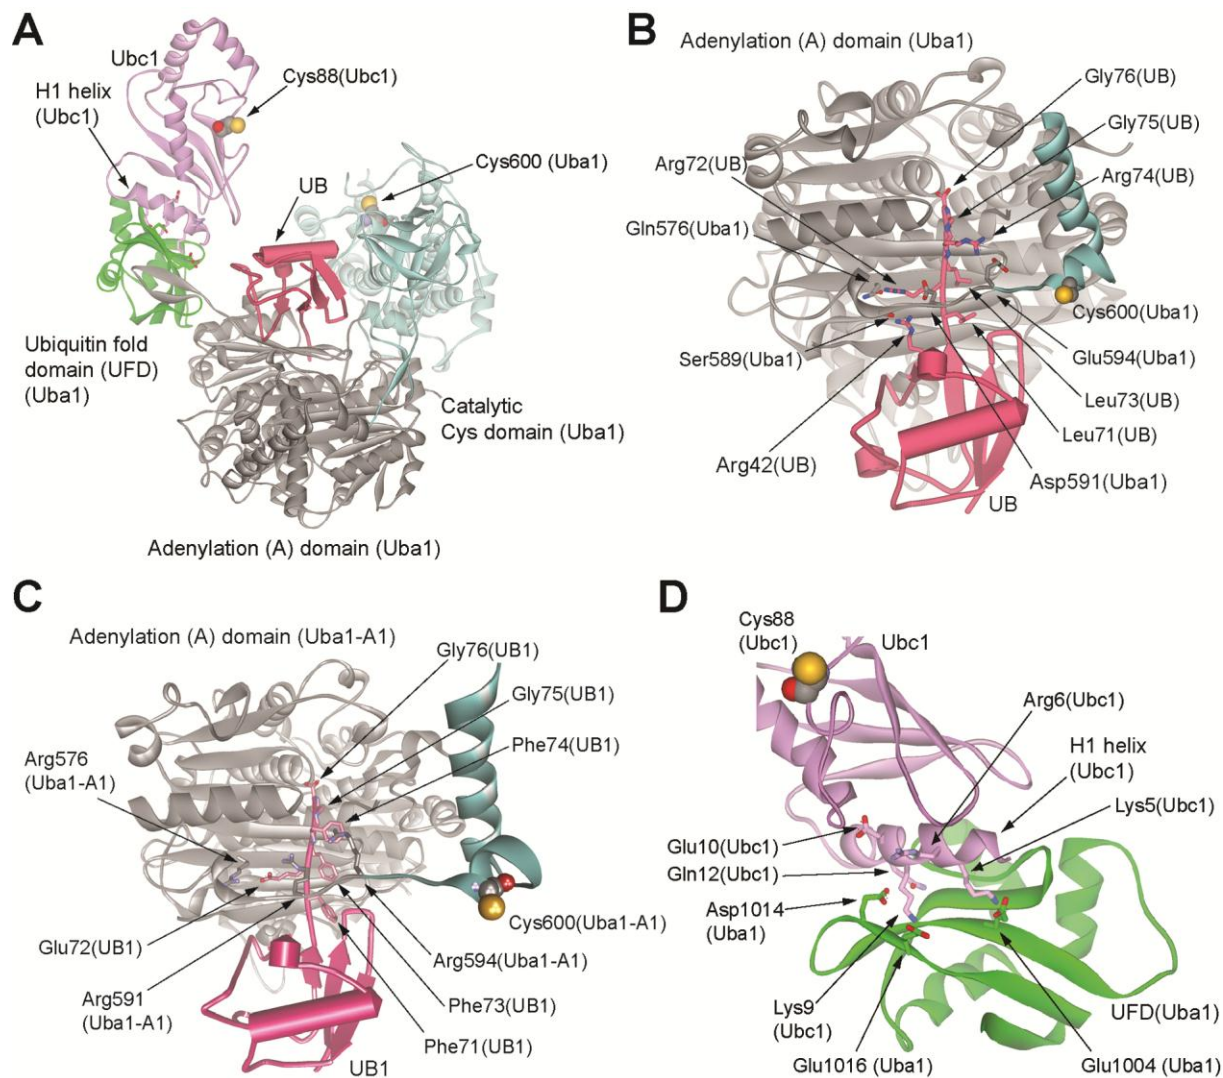 A
Ubc1
Cys88(Ubc1)
H1 helix
(Ubc1)
Cys600 (Uba1)
UB
Ubiquitin fold
domain (UFD)
(Uba1)
Catalytic
Cys domain (Uba1)
Adenylation (A) domain (Uba1)
B
Adenylation (A) domain (Uba1)
Gly76(UB)
Gly75(UB)
Arg72(UB)
Arg74(UB)
Gln576(Uba1)
Cys600(Uba1)
Ser589(Uba1)
Glu594(Uba1)
Leu73(UB)
Leu71(UB)
Arg42(UB)
Asp591(Uba1)
UB
C
Adenylation (A) domain (Uba1-A1)
Gly76(UB1)
Gly75(UB1)
Phe74(UB1)
Arg576
(Uba1-A1)
Cys600(Uba1-A1)
Glu72(UB1)
Arg594(Uba1-A1)
Arg591
(Uba1-A1)
Phe73(UB1)
Phe71(UB1)
UB1
D
Cys88
(Ubc1)
Ubc1
Arg6(Ubc1)
H1 helix
(Ubc1)
Lys5(Ubc1)
Glu10(Ubc1)
Gln12(Ubc1)
Asp1014
(Uba1)
Lys9
(Ubc1)
UFD(Uba1)
Glu1016 (Uba1)
Glu1004 (Uba1)